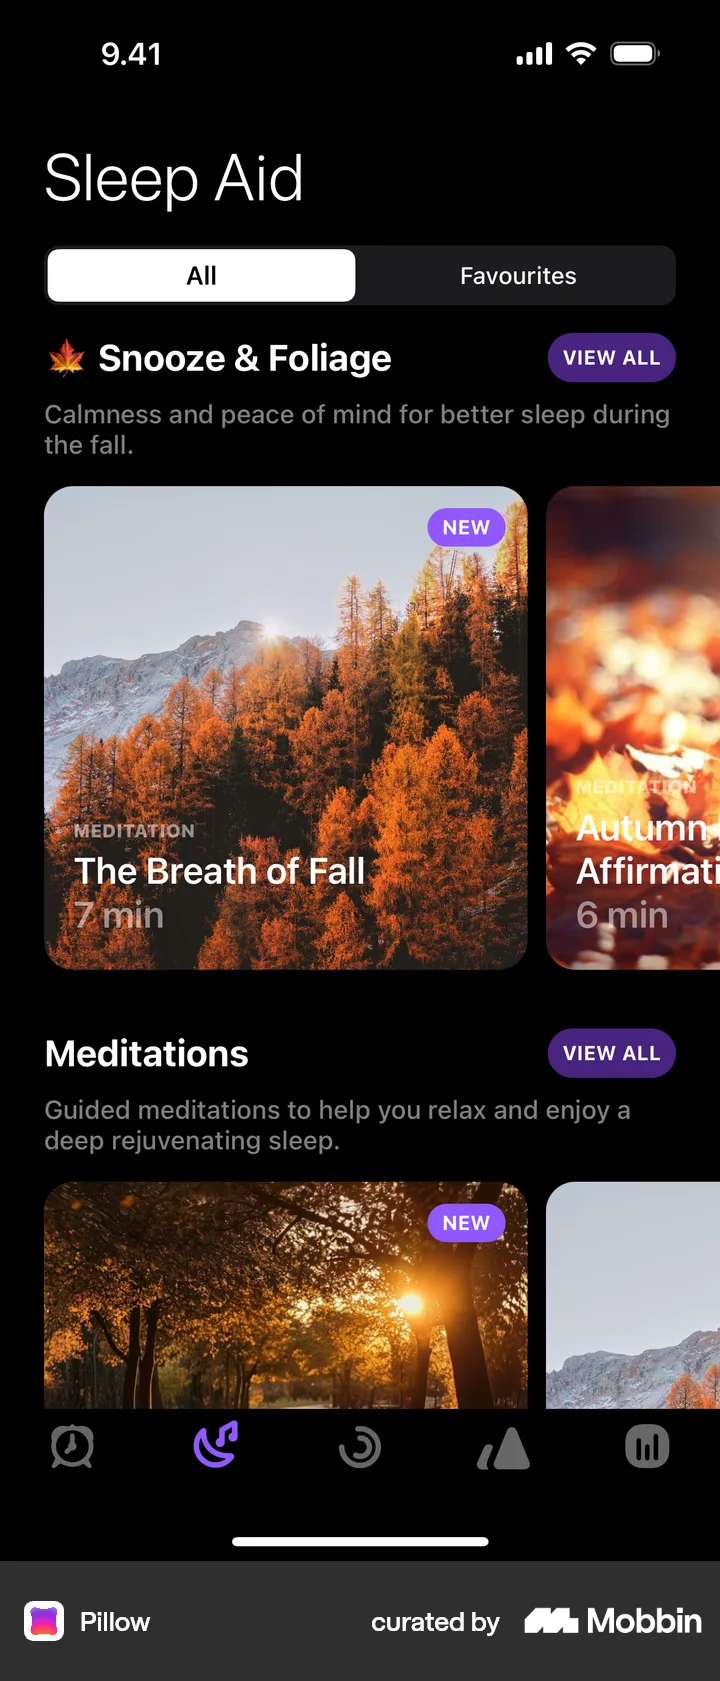 9.41
Sleep Aid
All
Favourites
🍁 Snooze & Foliage
VIEW ALL
Calmness and peace of mind for better sleep during
the fall.
NEW
MEDITATION
The Breath of Fall
7 min
MEDITATION
Autumn
Affirmati
6 min
Meditations
VIEW ALL
Guided meditations to help you relax and enjoy a
deep rejuvenating sleep.
NEW
Pillow
curated by
Mobbin